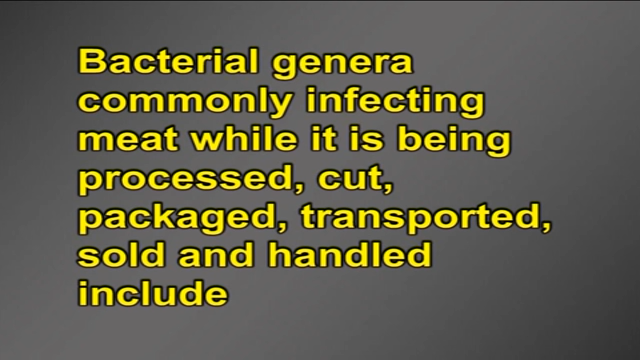 Bacterial genera
commonly infecting
meat while it is being
processed, cut,
packaged, transported,
sold and handled
include